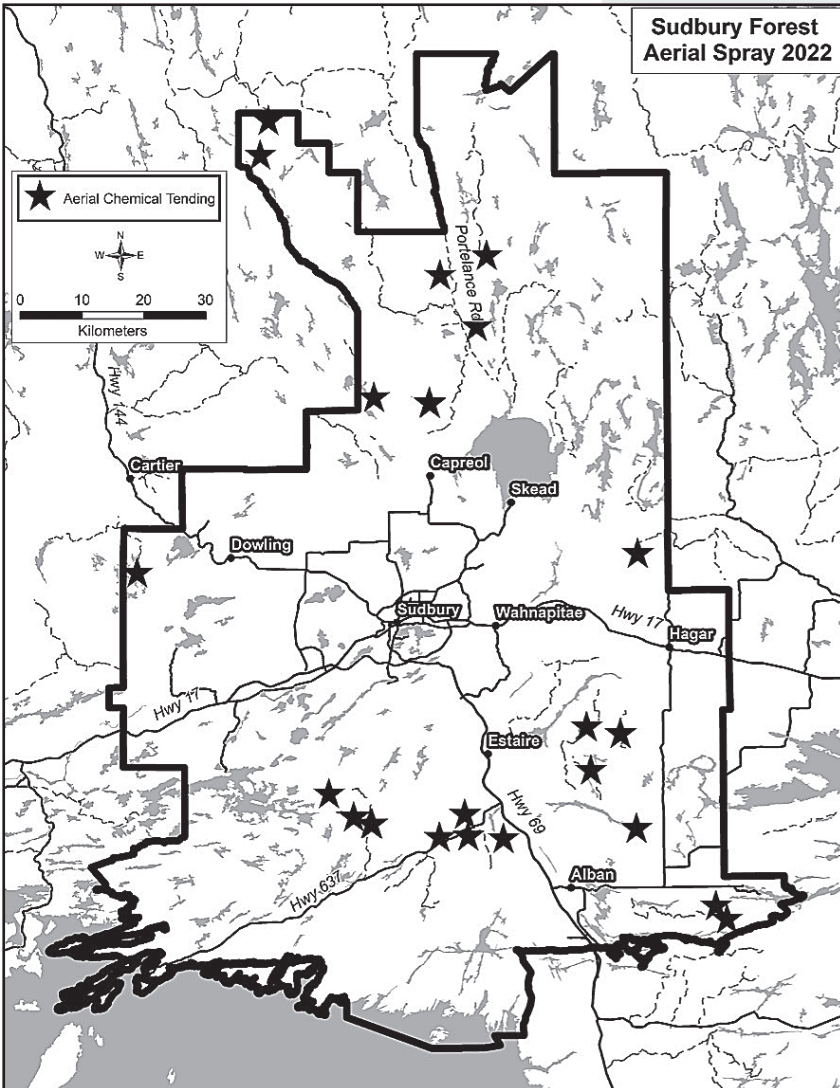 Sudbury Forest
Aerial Spray 2022
Aerial Chemical Tending
N
W E
S
0 10 20 30
Kilometers
Portelance Rd
Hwy 144
Cartier
Capreol
Skead
Dowling
Sudbury
Wahnapitae
Hwy 17
Hagar
Hwy 17
Estaire
Hwy 69
Hwy 637
Alban